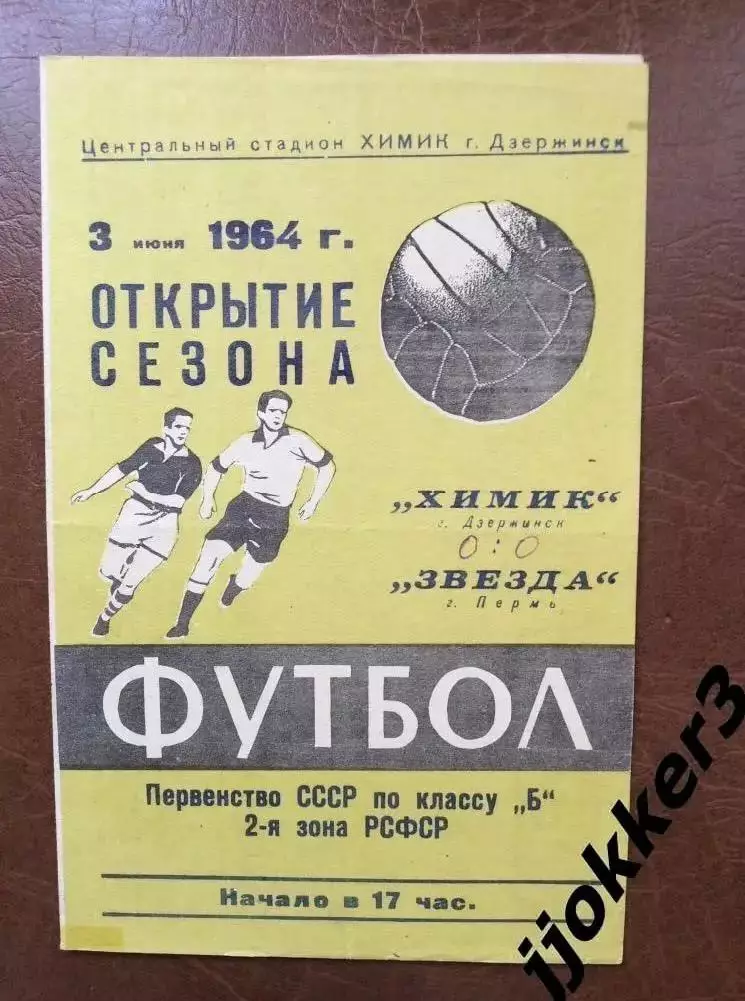 Центральный стадион ХИМИК г. Дзержинск
3 июня 1964 г.
ОТКРЫТИЕ
СЕЗОНА
„ХИМИК“
г. Дзержинск
0:0
„ЗВЕЗДА“
г. Пермь
ФУТБОЛ
Первенство СССР по классу „Б“
2-я зона РСФСР
Начало в 17 час.
jjokker3